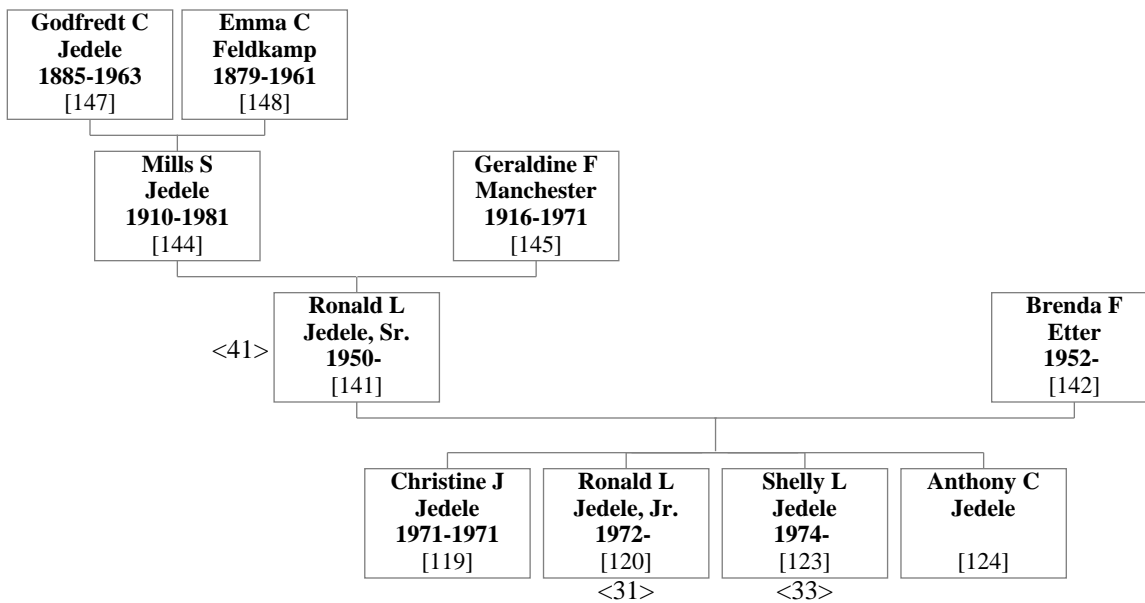 Godfredt C
Jedele
1885-1963
[147]
Emma C
Feldkamp
1879-1961
[148]
Mills S
Jedele
1910-1981
[144]
Geraldine F
Manchester
1916-1971
[145]
<41>
Ronald L
Jedele, Sr.
1950-
[141]
Brenda F
Etter
1952-
[142]
Christine J
Jedele
1971-1971
[119]
Ronald L
Jedele, Jr.
1972-
[120]
<31>
Shelly L
Jedele
1974-
[123]
<33>
Anthony C
Jedele
[124]